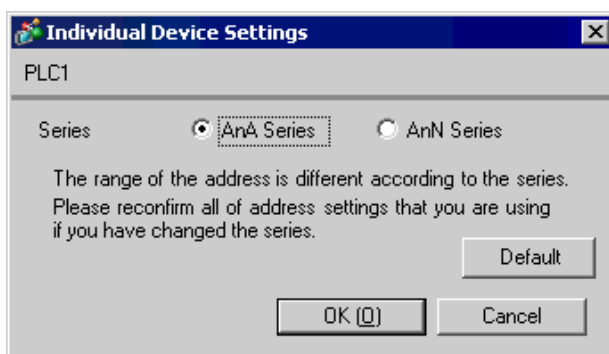 Individual Device Settings
PLC1
Series AnA Series AnN Series
The range of the address is different according to the series.
Please reconfirm all of address settings that you are using
if you have changed the series.
Default
OK (O) Cancel